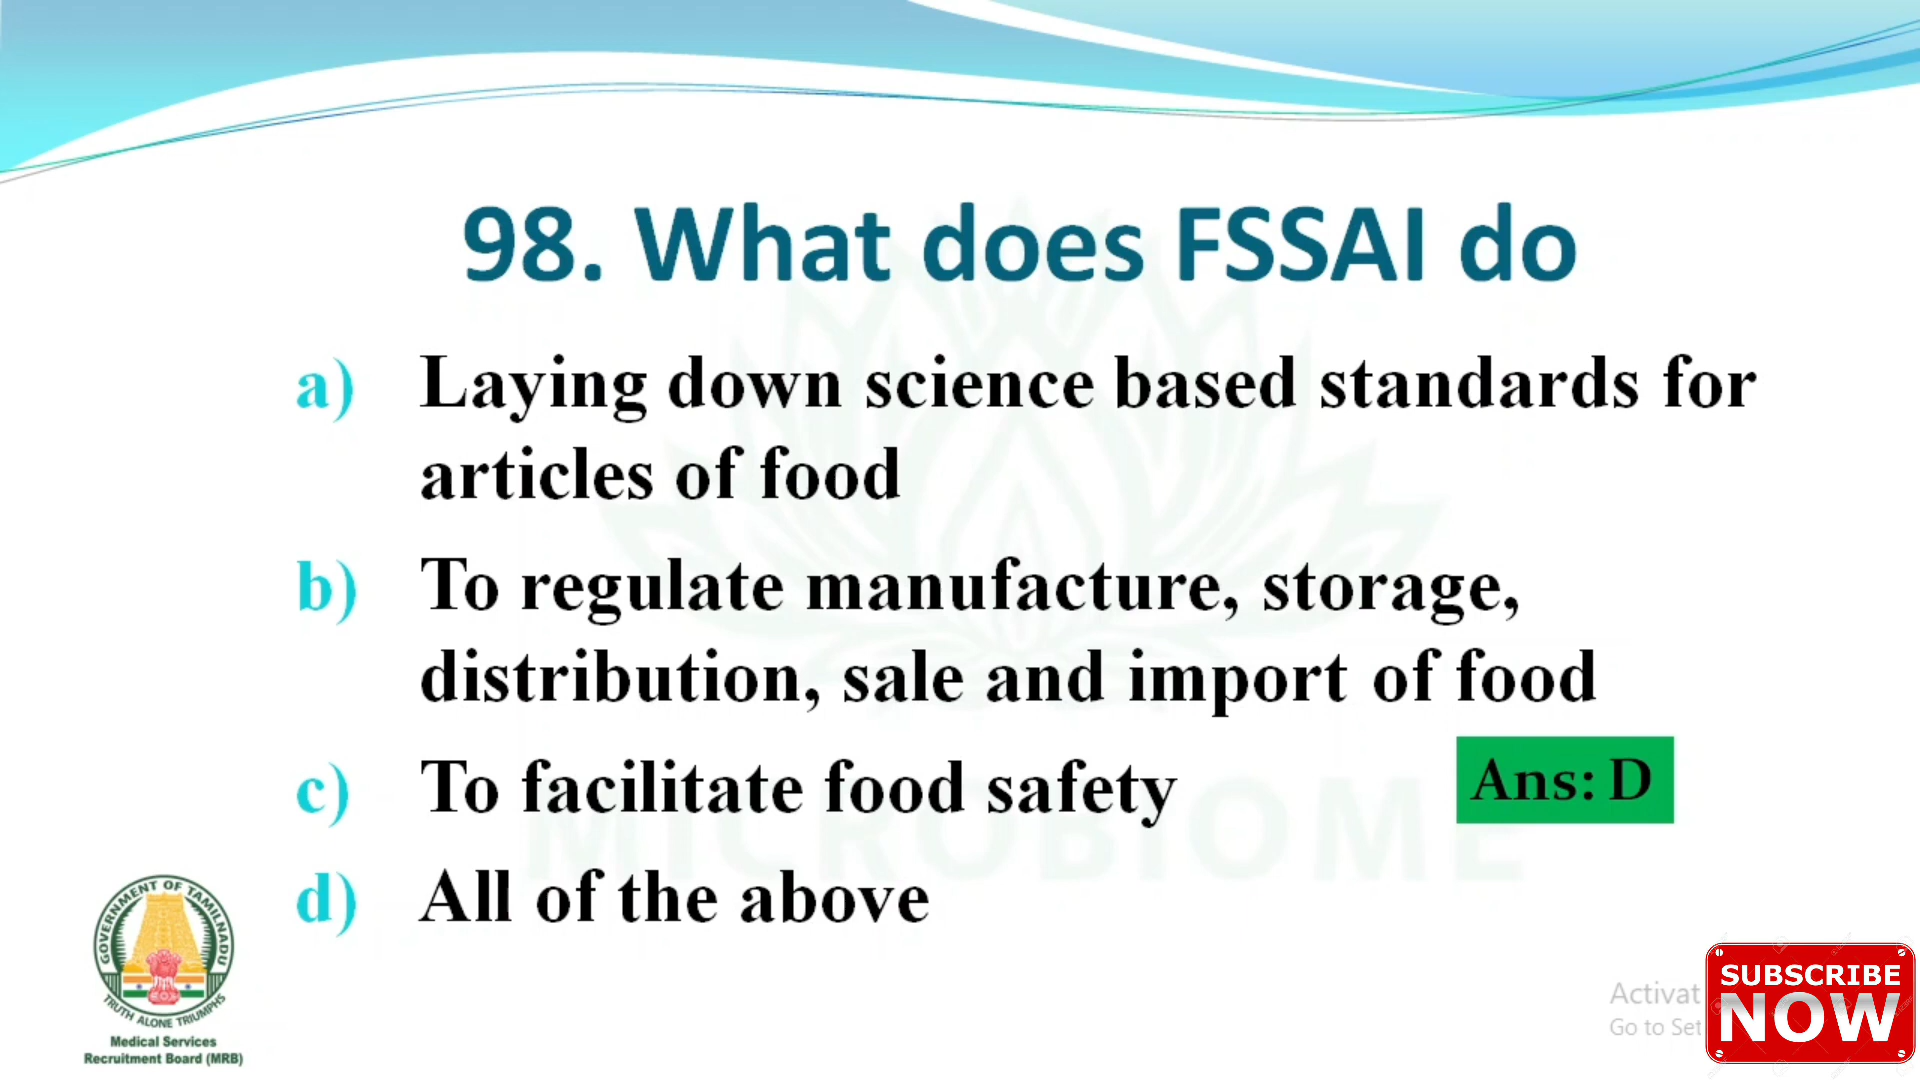 98. What does FSSAI do
a) Laying down science based standards for
articles of food
b) To regulate manufacture, storage,
distribution, sale and import of food
c) To facilitate food safety
Ans: D
d) All of the above
MICROBIOME
GOVERNMENT OF TAMILNADU
TRUTH ALONE TRIUMPHS
Medical Services
Recruitment Board (MRB)
Activat
Go to Set
SUBSCRIBE
NOW